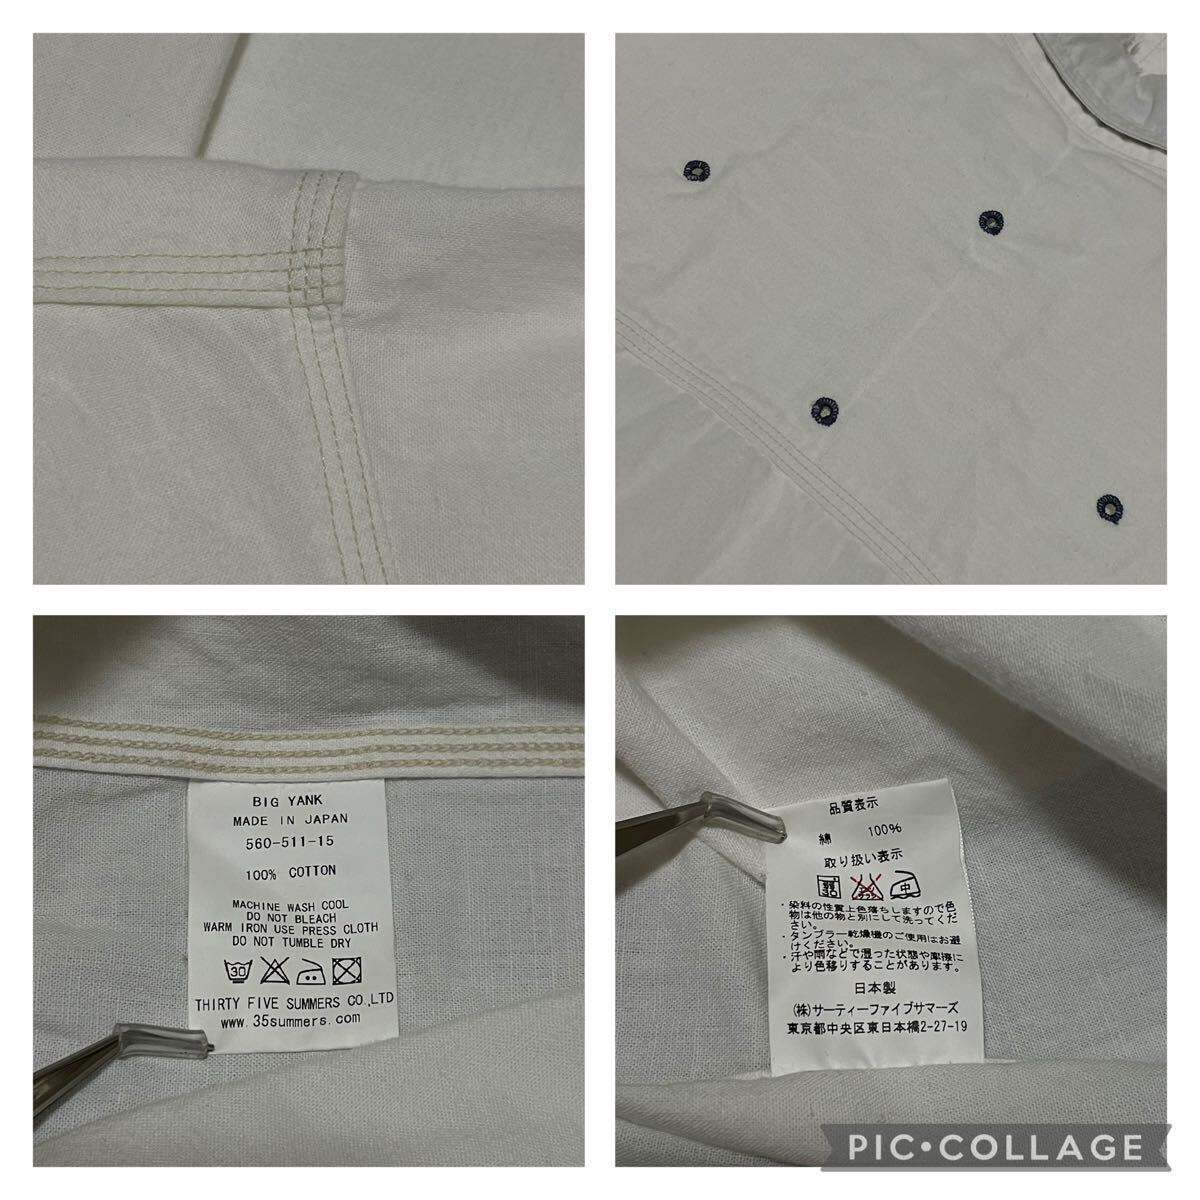 BIG YANK
MADE IN JAPAN
560-511-15
100% COTTON
MACHINE WASH COOL
DO NOT BLEACH
WARM IRON USE PRESS CLOTH
DO NOT TUMBLE DRY
30
THIRTY FIVE SUMMERS CO.,LTD
www.35summers.com
品質表示
綿 100%
取り扱い表示
中
・染料の性質上色落ちしますので色
物は他の物と別にして洗ってくだ
さい。
・タンブラー乾燥機のご使用はお避
けください。
・汗や雨などで湿った状態や摩擦に
より色移りすることがあります。
日本製
(株)サーティーファイブサマーズ
東京都中央区東日本橋2-27-19
PIC•COLLAGE